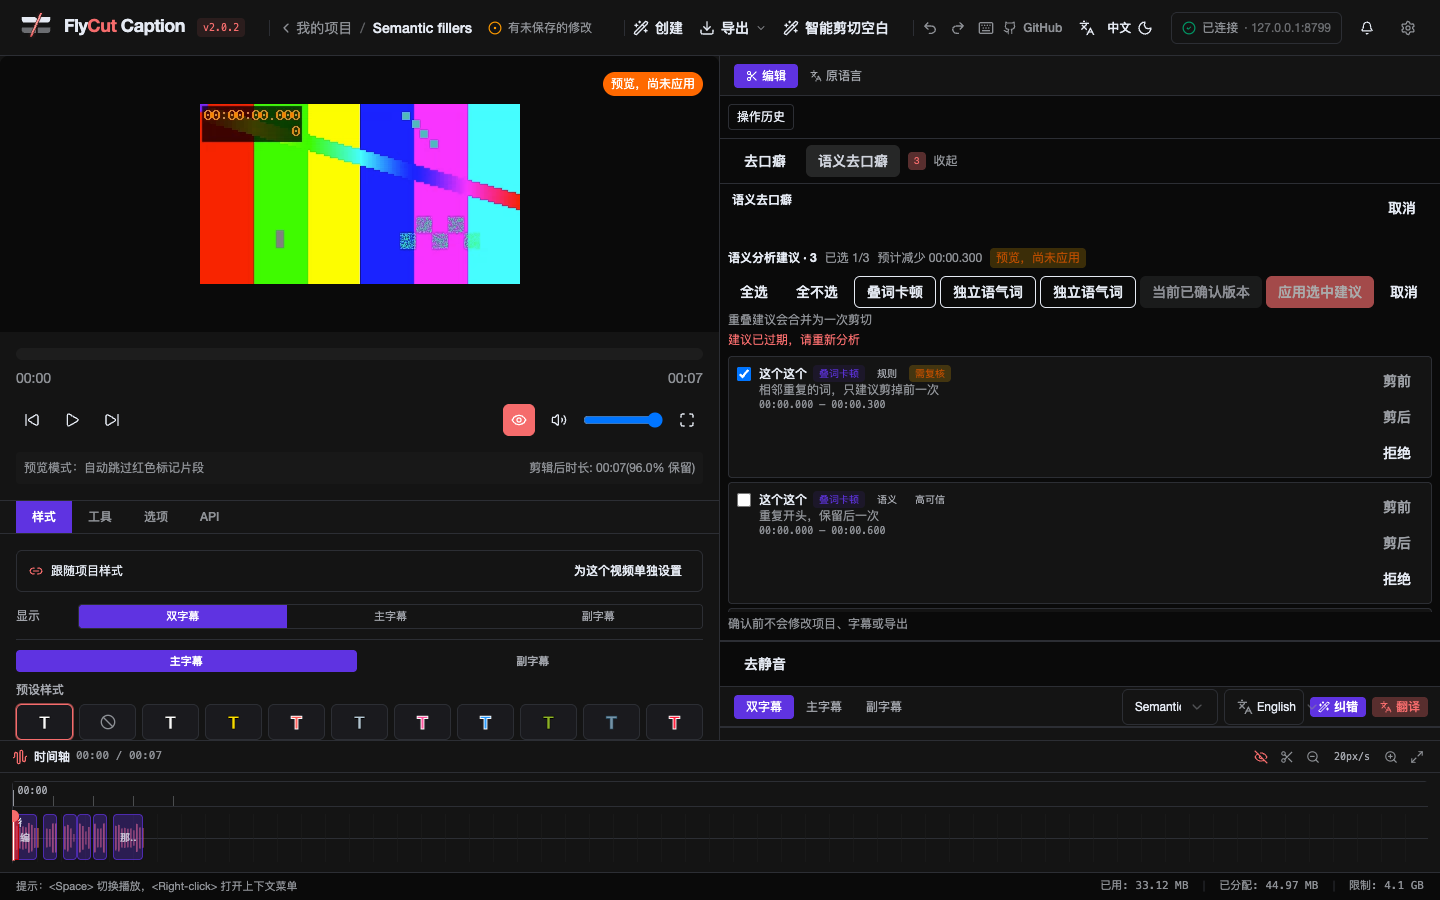 FlyCut Caption v2.0.2 我的项目 / Semantic fillers 有未保存的修改 创建 导出 智能剪切空白 GitHub 中文 已连接 · 127.0.0.1:8799
预览，尚未应用
00:00:00.000
0
00:00 00:07
预览模式：自动跳过红色标记片段 剪辑后时长: 00:07(96.0% 保留)
样式 工具 选项 API
跟随项目样式 为这个视频单独设置
显示 双字幕 主字幕 副字幕
主字幕 副字幕
预设样式
T T T T T T T T T T
编辑 原语言
操作历史
去口癖 语义去口癖 3 收起
语义去口癖 取消
语义分析建议 · 3 已选 1/3 预计减少 00:00.300 预览，尚未应用
全选 全不选 叠词卡顿 独立语气词 独立语气词 当前已确认版本 应用选中建议 取消
重叠建议会合并为一次剪切
建议已过期，请重新分析
这个这个 叠词卡顿 规则 需复核
相邻重复的词，只建议剪掉前一次
00:00.000 – 00:00.300
剪前
剪后
拒绝
这个这个 叠词卡顿 语义 高可信
重复开头，保留后一次
00:00.000 – 00:00.600
剪前
剪后
拒绝
确认前不会修改项目、字幕或导出
去静音
双字幕 主字幕 副字幕 Semantic English 纠错 翻译
时间轴 00:00 / 00:07 20px/s
00:00
编 那...
提示：<Space> 切换播放，<Right-click> 打开上下文菜单 已用: 33.12 MB 已分配: 44.97 MB 限制: 4.1 GB